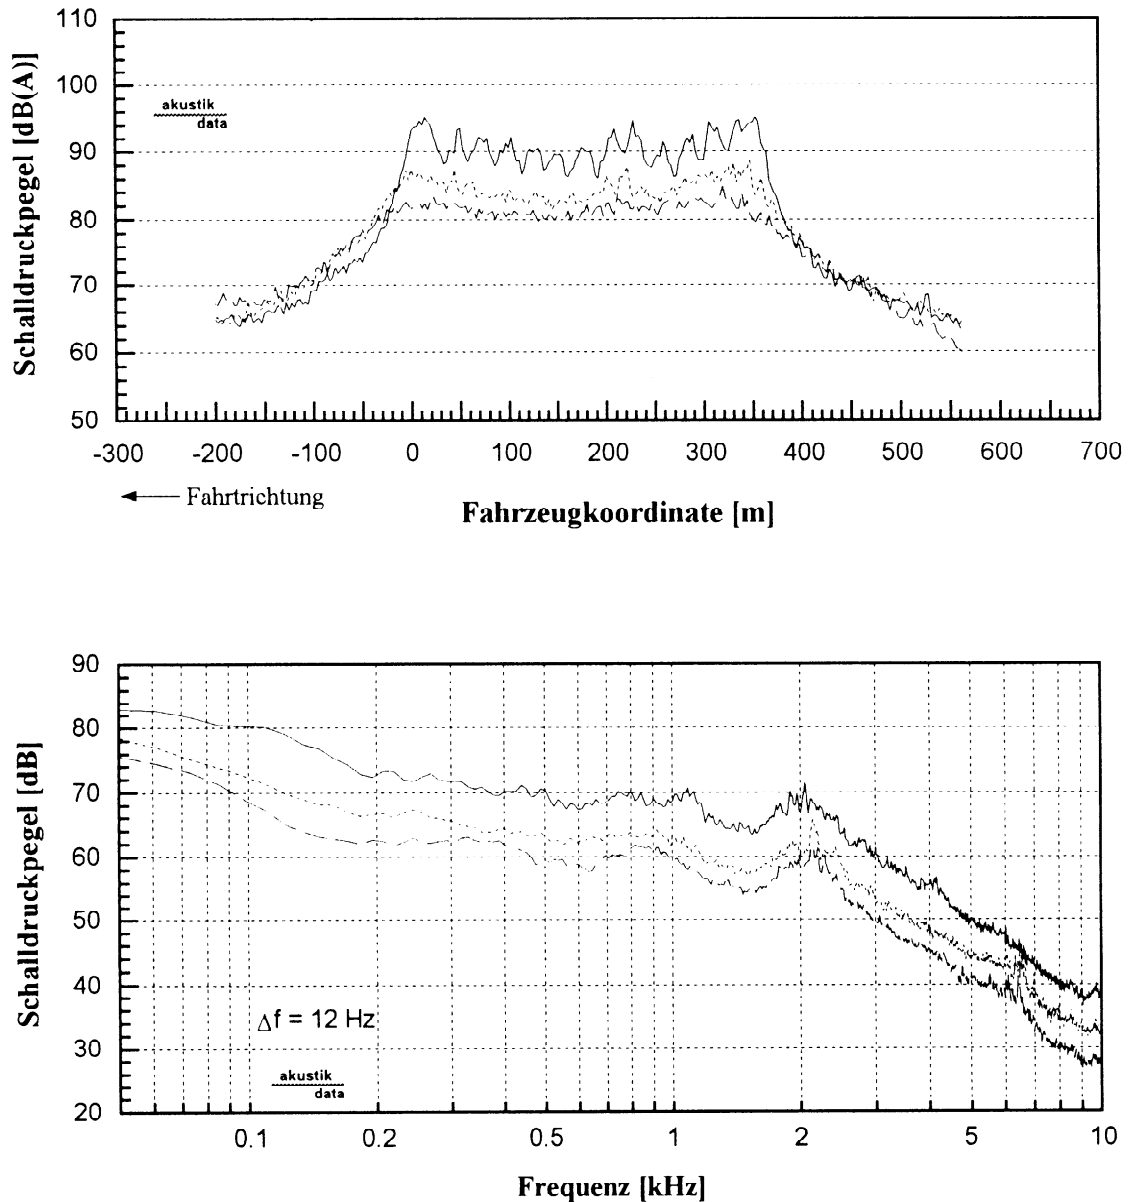 110
100
90
80
70
60
50
Schalldruckpegel [dB(A)]
akustik
data
-300 -200 -100 0 100 200 300 400 500 600 700
Fahrtrichtung
Fahrzeugkoordinate [m]
90
80
70
60
50
40
30
20
Schalldruckpegel [dB]
Δf = 12 Hz
akustik
data
0.1 0.2 0.5 1 2 5 10
Frequenz [kHz]